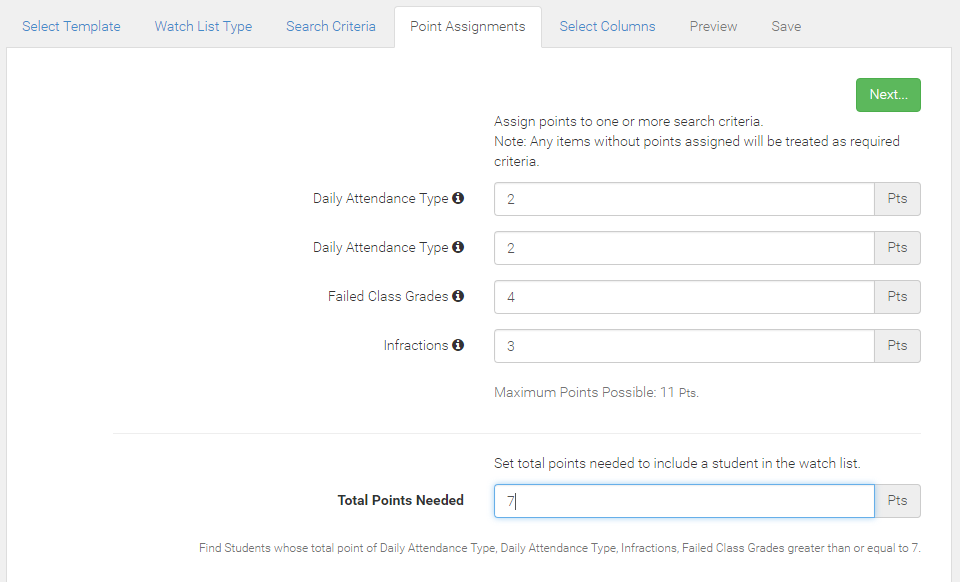 Select Template Watch List Type Search Criteria Point Assignments Select Columns Preview Save
Next...
Assign points to one or more search criteria.
Note: Any items without points assigned will be treated as required
criteria.
Daily Attendance Type 2 Pts
Daily Attendance Type 2 Pts
Failed Class Grades 4 Pts
Infractions 3 Pts
Maximum Points Possible: 11 Pts.
Set total points needed to include a student in the watch list.
Total Points Needed 7 Pts
Find Students whose total point of Daily Attendance Type, Daily Attendance Type, Infractions, Failed Class Grades greater than or equal to 7.